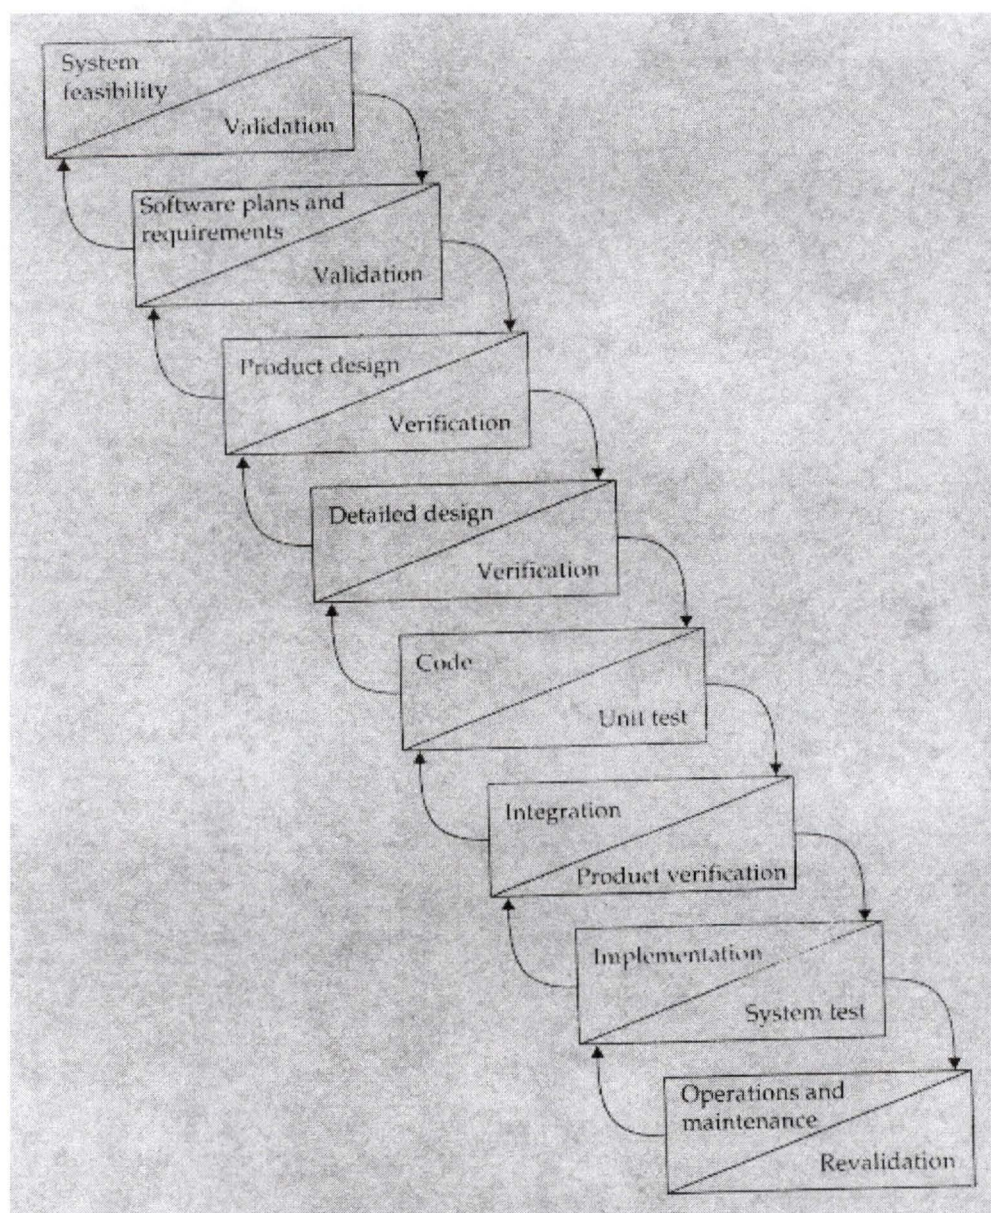 System
feasibility
Validation
Software plans and
requirements
Validation
Product design
Verification
Detailed design
Verification
Code
Unit test
Integration
Product verification
Implementation
System test
Operations and
maintenance
Revalidation